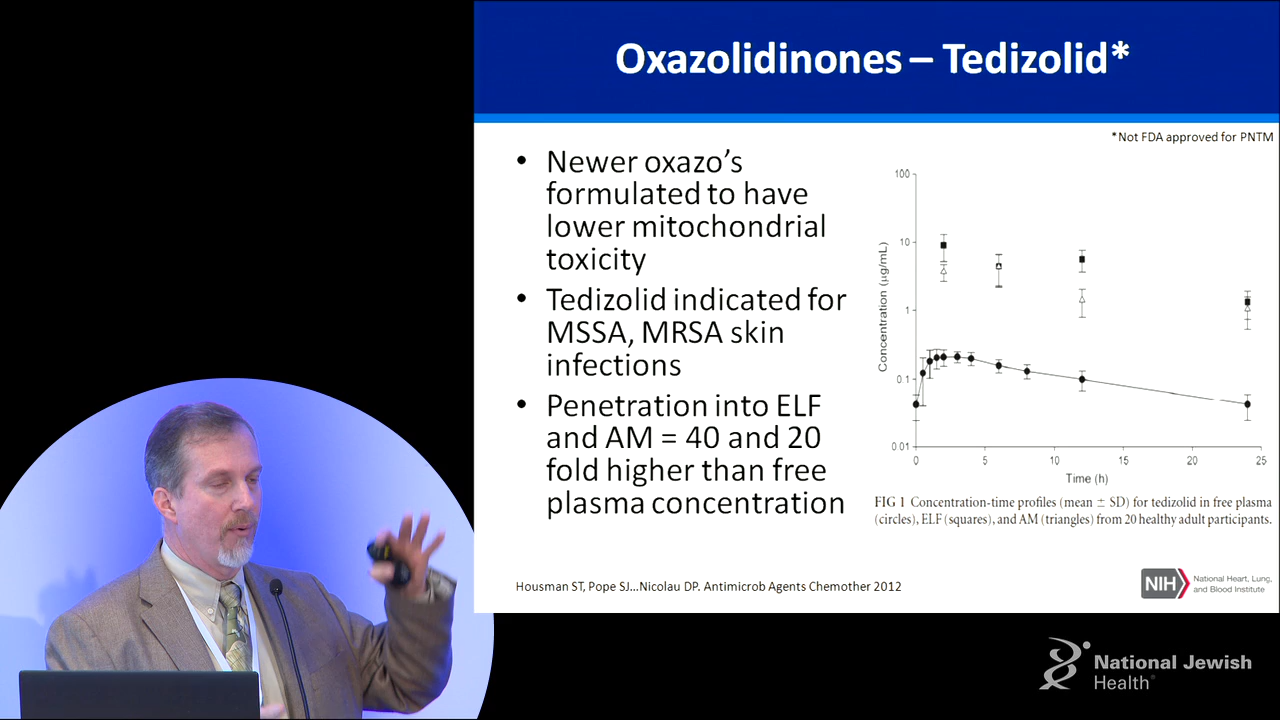 Oxazolidinones – Tedizolid*
*Not FDA approved for PNTM
• Newer oxazo’s
formulated to have
lower mitochondrial
toxicity
• Tedizolid indicated for
MSSA, MRSA skin
infections
• Penetration into ELF
and AM = 40 and 20
fold higher than free
plasma concentration
Concentration (µg/mL)
100
10
1
0.1
0.01
0 5 10 15 20 25
Time (h)
FIG 1 Concentration-time profiles (mean ± SD) for tedizolid in free plasma
(circles), ELF (squares), and AM (triangles) from 20 healthy adult participants.
Housman ST, Pope SJ...Nicolau DP. Antimicrob Agents Chemother 2012
NIH
National Heart, Lung,
and Blood Institute
National Jewish
Health®